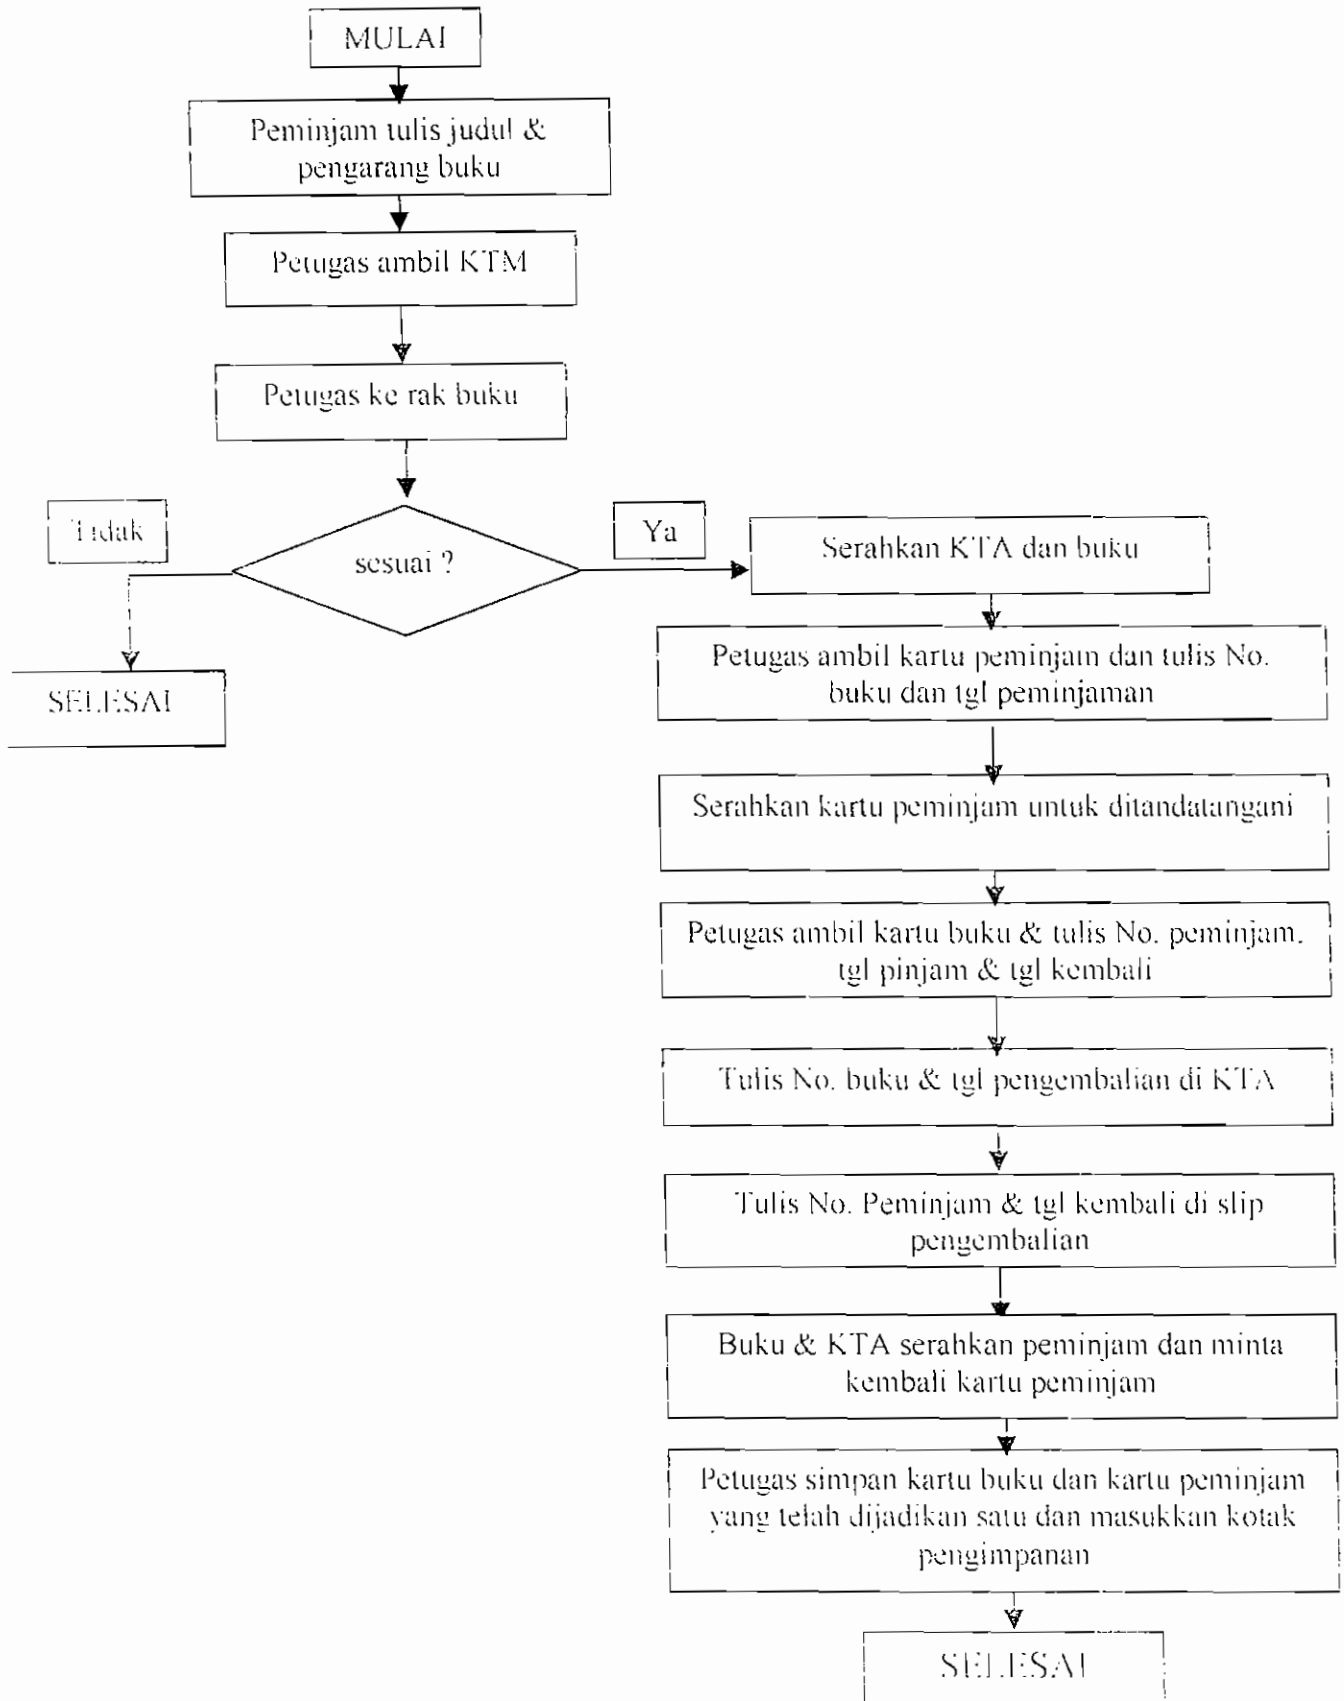 MULAI
Peminjam tulis judul &
pengarang buku
Petugas ambil KTM
Petugas ke rak buku
Tidak
sesuai ?
Ya
SELESAI
Serahkan KTA dan buku
Petugas ambil kartu peminjam dan tulis No.
buku dan tgl peminjaman
Serahkan kartu peminjam untuk ditandatangani
Petugas ambil kartu buku & tulis No. peminjam,
tgl pinjam & tgl kembali
Tulis No. buku & tgl pengembalian di KTA
Tulis No. Peminjam & tgl kembali di slip
pengembalian
Buku & KTA serahkan peminjam dan minta
kembali kartu peminjam
Petugas simpan kartu buku dan kartu peminjam
yang telah dijadikan satu dan masukkan kotak
pengimpanan
SELESAI